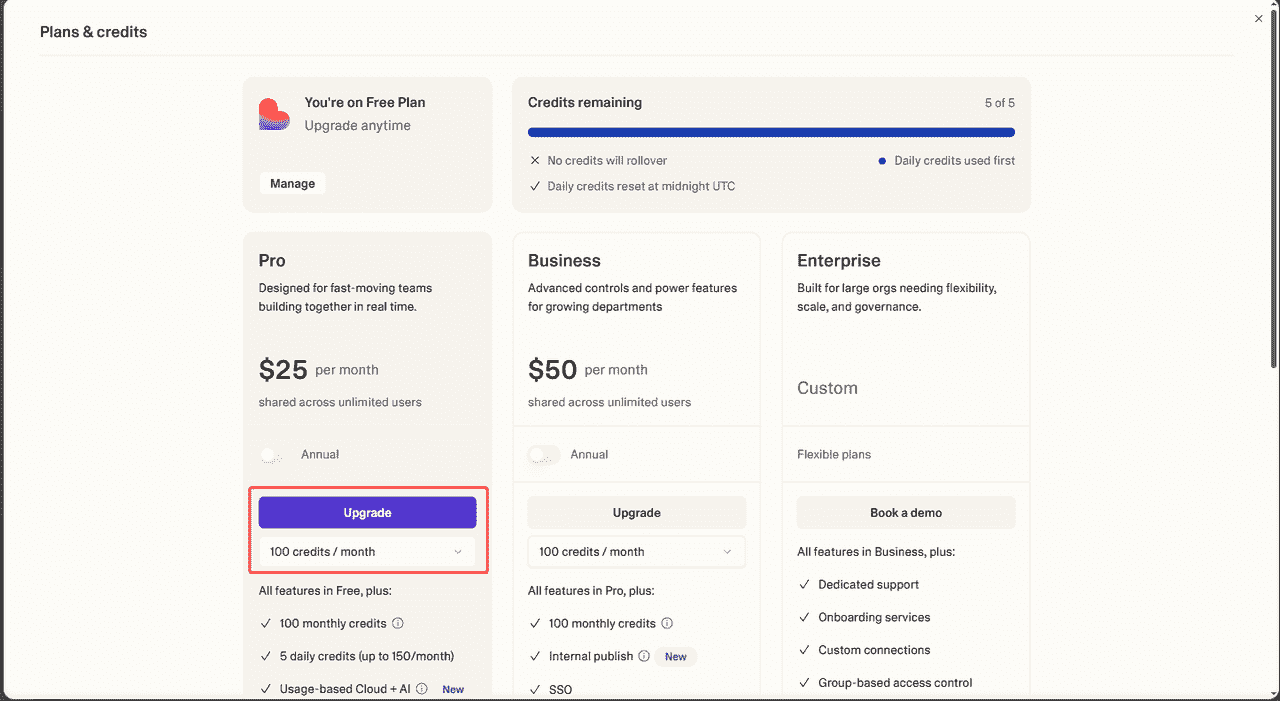 Plans & credits
You're on Free Plan
Upgrade anytime
Manage
Credits remaining
5 of 5
No credits will rollover
Daily credits used first
Daily credits reset at midnight UTC
Pro
Designed for fast-moving teams
building together in real time.
$25 per month
shared across unlimited users
Annual
Upgrade
100 credits / month
All features in Free, plus:
100 monthly credits
5 daily credits (up to 150/month)
Usage-based Cloud + AI New
Business
Advanced controls and power features
for growing departments
$50 per month
shared across unlimited users
Annual
Upgrade
100 credits / month
All features in Pro, plus:
100 monthly credits
Internal publish New
SSO
Enterprise
Built for large orgs needing flexibility,
scale, and governance.
Custom
Flexible plans
Book a demo
All features in Business, plus:
Dedicated support
Onboarding services
Custom connections
Group-based access control